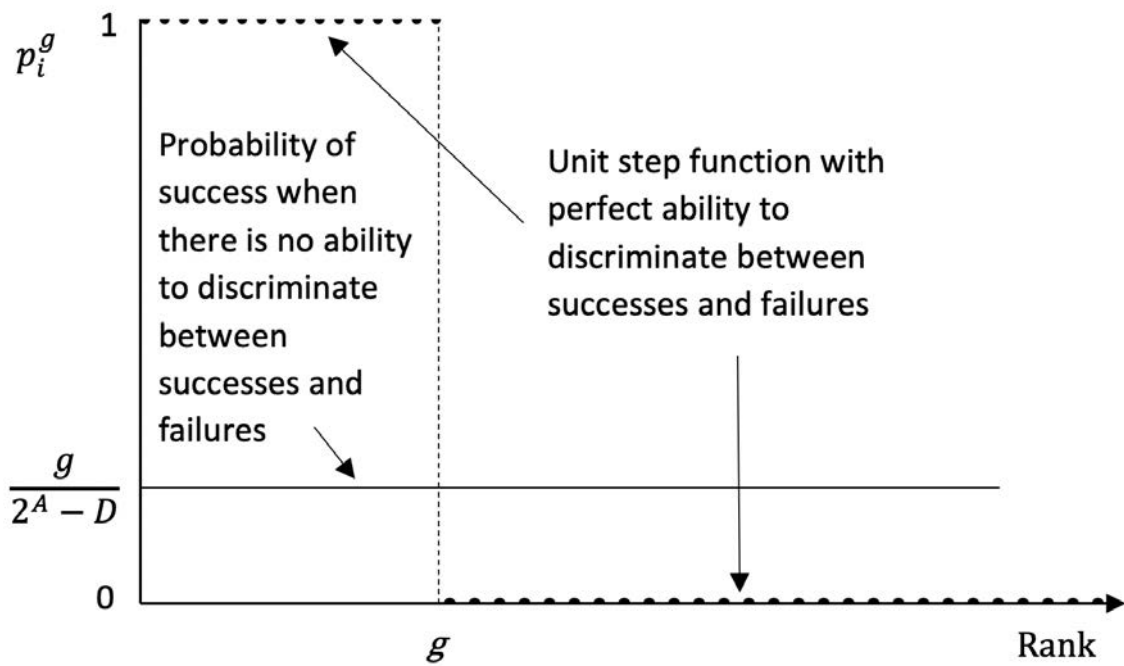 1
p_i^g
Probability of
success when
there is no ability
to discriminate
between
successes and
failures
Unit step function with
perfect ability to
discriminate between
successes and failures
g
2^A − D
0
g
Rank